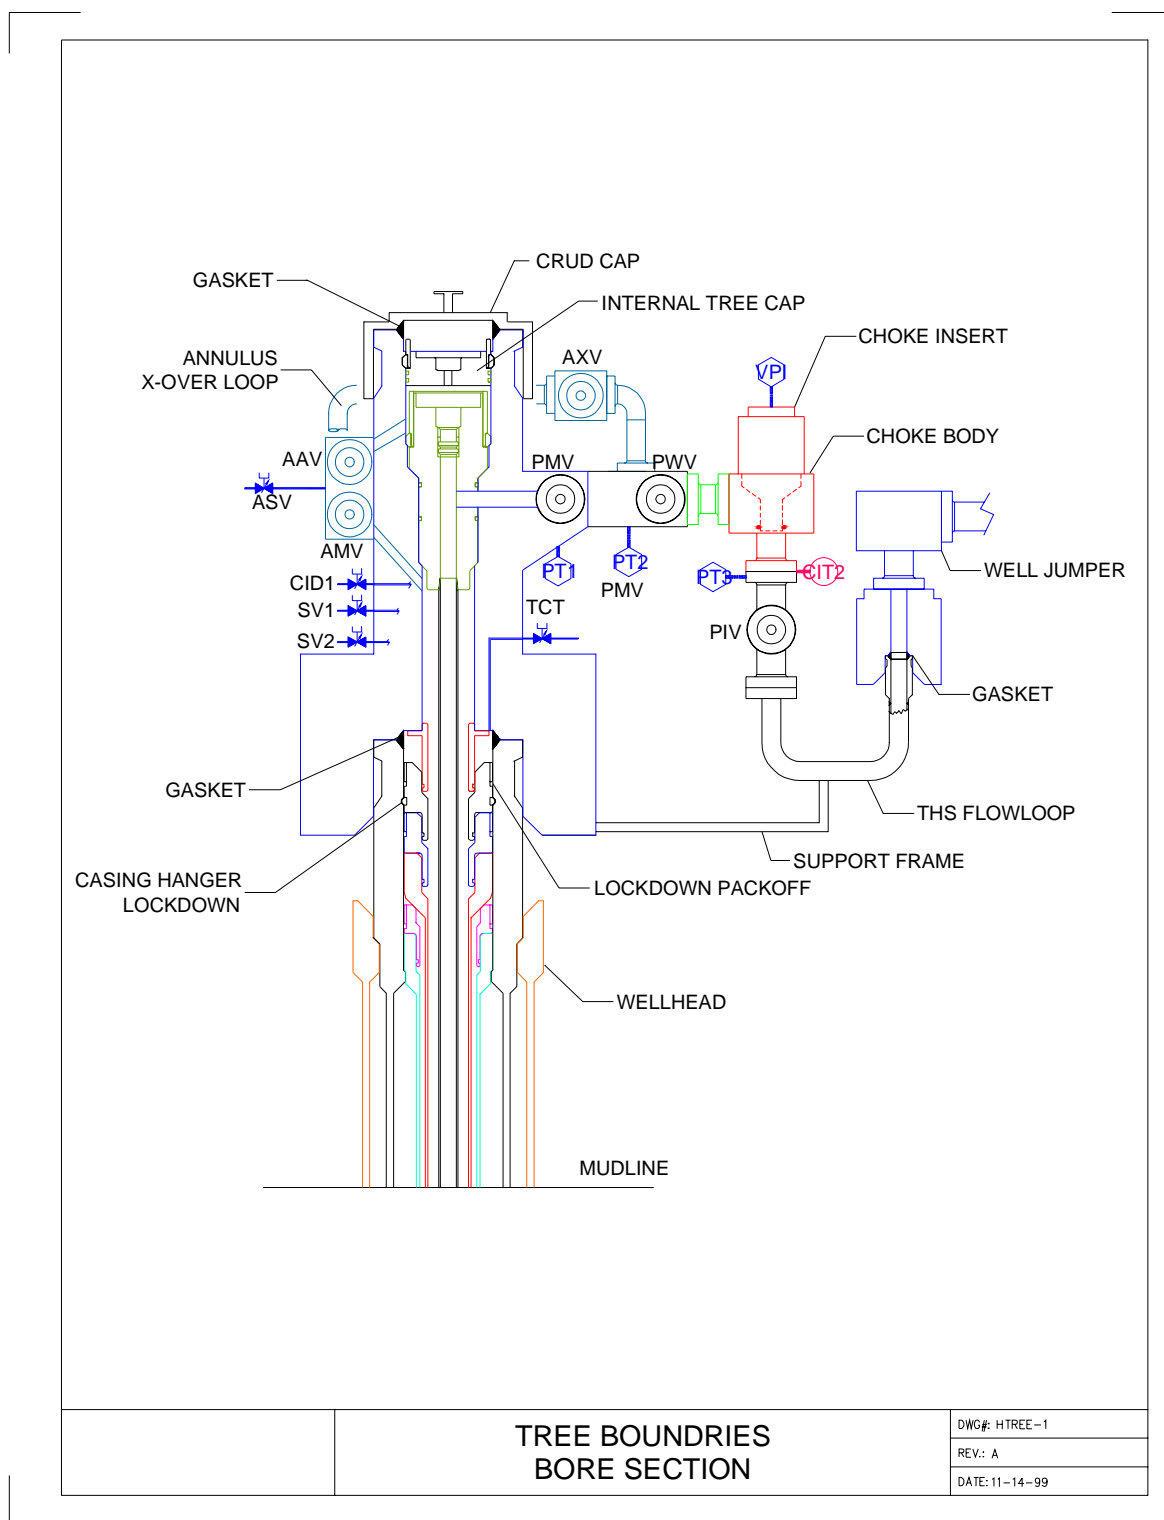 CRUD CAP
GASKET
INTERNAL TREE CAP
CHOKE INSERT
ANNULUS
X-OVER LOOP
AXV
VPI
CHOKE BODY
AAV
PMV
PWV
ASV
AMV
PT1
PT2
PT3
CIT2
WELL JUMPER
CID1
PMV
SV1
TCT
PIV
SV2
GASKET
GASKET
THS FLOWLOOP
SUPPORT FRAME
CASING HANGER
LOCKDOWN
LOCKDOWN PACKOFF
WELLHEAD
MUDLINE
TREE BOUNDRIES
BORE SECTION
DWG#: HTREE-1
REV.: A
DATE: 11-14-99